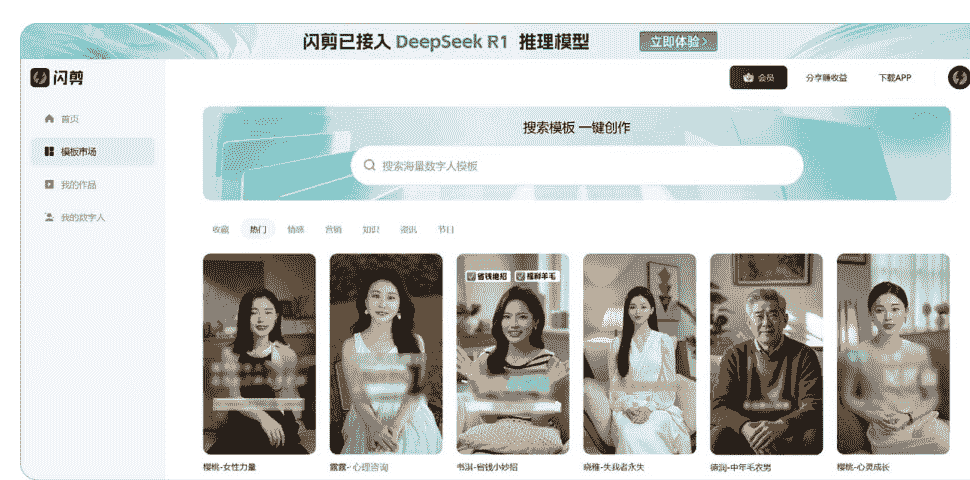 闪剪已接入 DeepSeek R1 推理模型
立即体验>
闪剪
会员
分享赚收益
下载APP
首页
模板市场
我的作品
我的数字人
搜索模板 一键创作
搜索海量数字人模板
收藏 热门 情感 营销 知识 资讯 节日
省钱绝招 福利羊毛
樱桃-女性力量
露露-心理咨询
书淇-省钱小妙招
晓雅-失我者永失
德润-中年毛衣男
樱桃-心灵成长